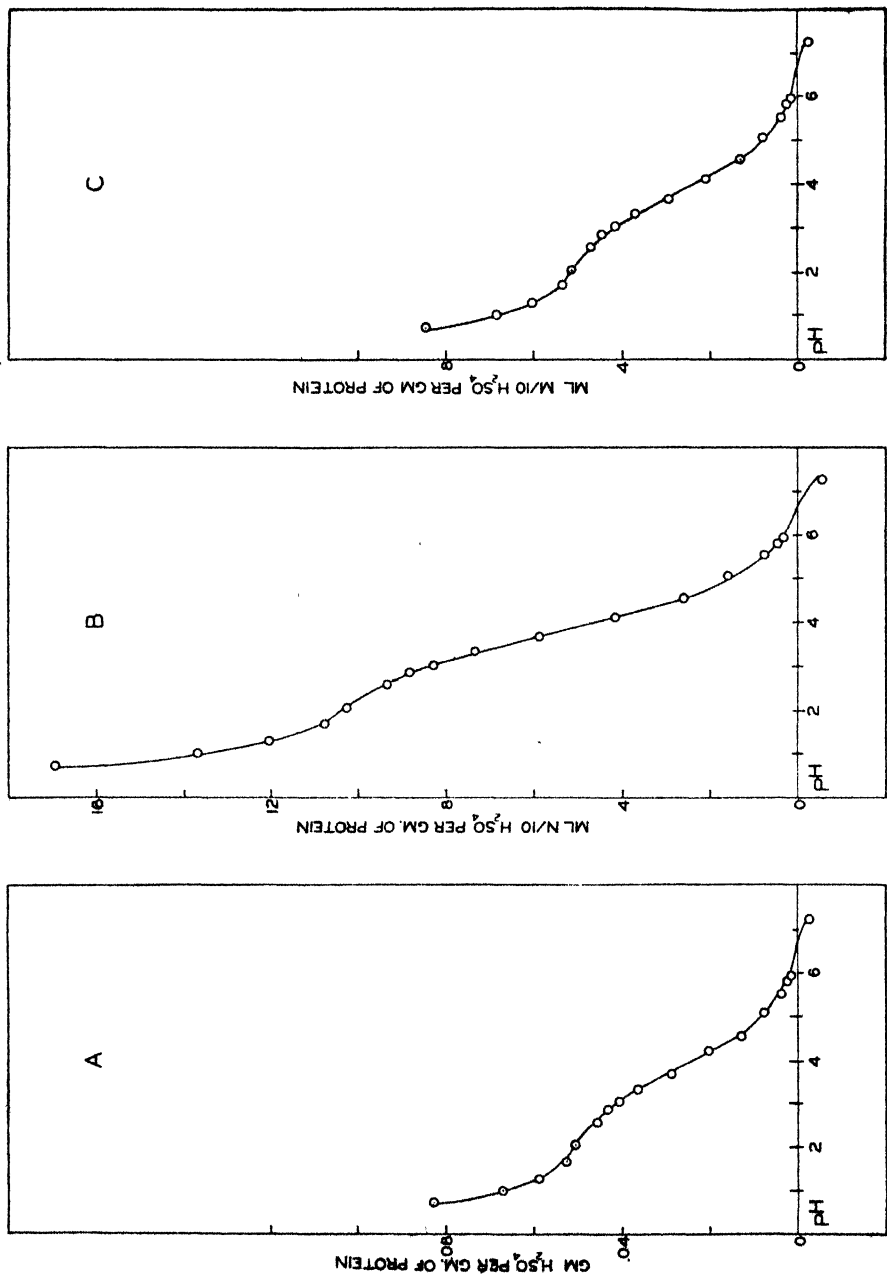 A
GM H₂SO₄ PER GM. OF PROTEIN
.08
.04
0
pH
2
4
6
B
ML N/10 H₂SO₄ PER GM. OF PROTEIN
16
12
8
4
0
pH
2
4
6
C
ML M/10 H₂SO₄ PER GM OF PROTEIN
8
4
0
pH
2
4
6